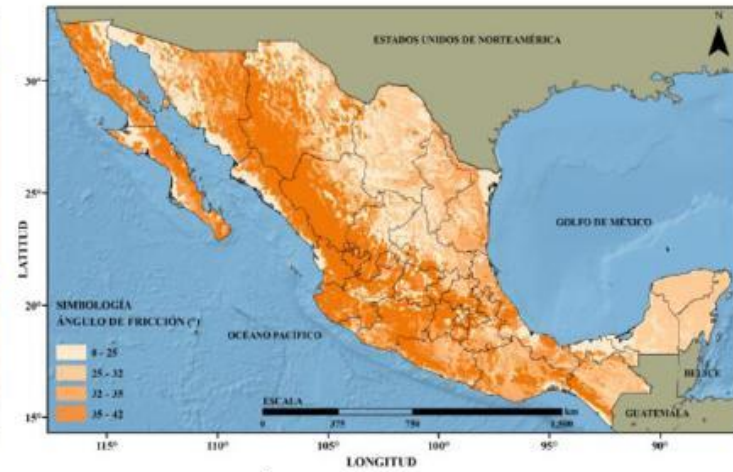 N
ESTADOS UNIDOS DE NORTEAMÉRICA
30°
25°
20°
15°
LATITUD
GOLFO DE MÉXICO
SIMBOLOGÍA
ÁNGULO DE FRICCIÓN (°)
0 - 25
25 - 32
32 - 35
35 - 42
OCÉANO PACÍFICO
BELICE
GUATEMALA
ESCALA
km
0 375 750 1,500
115° 110° 105° 100° 95° 90°
LONGITUD